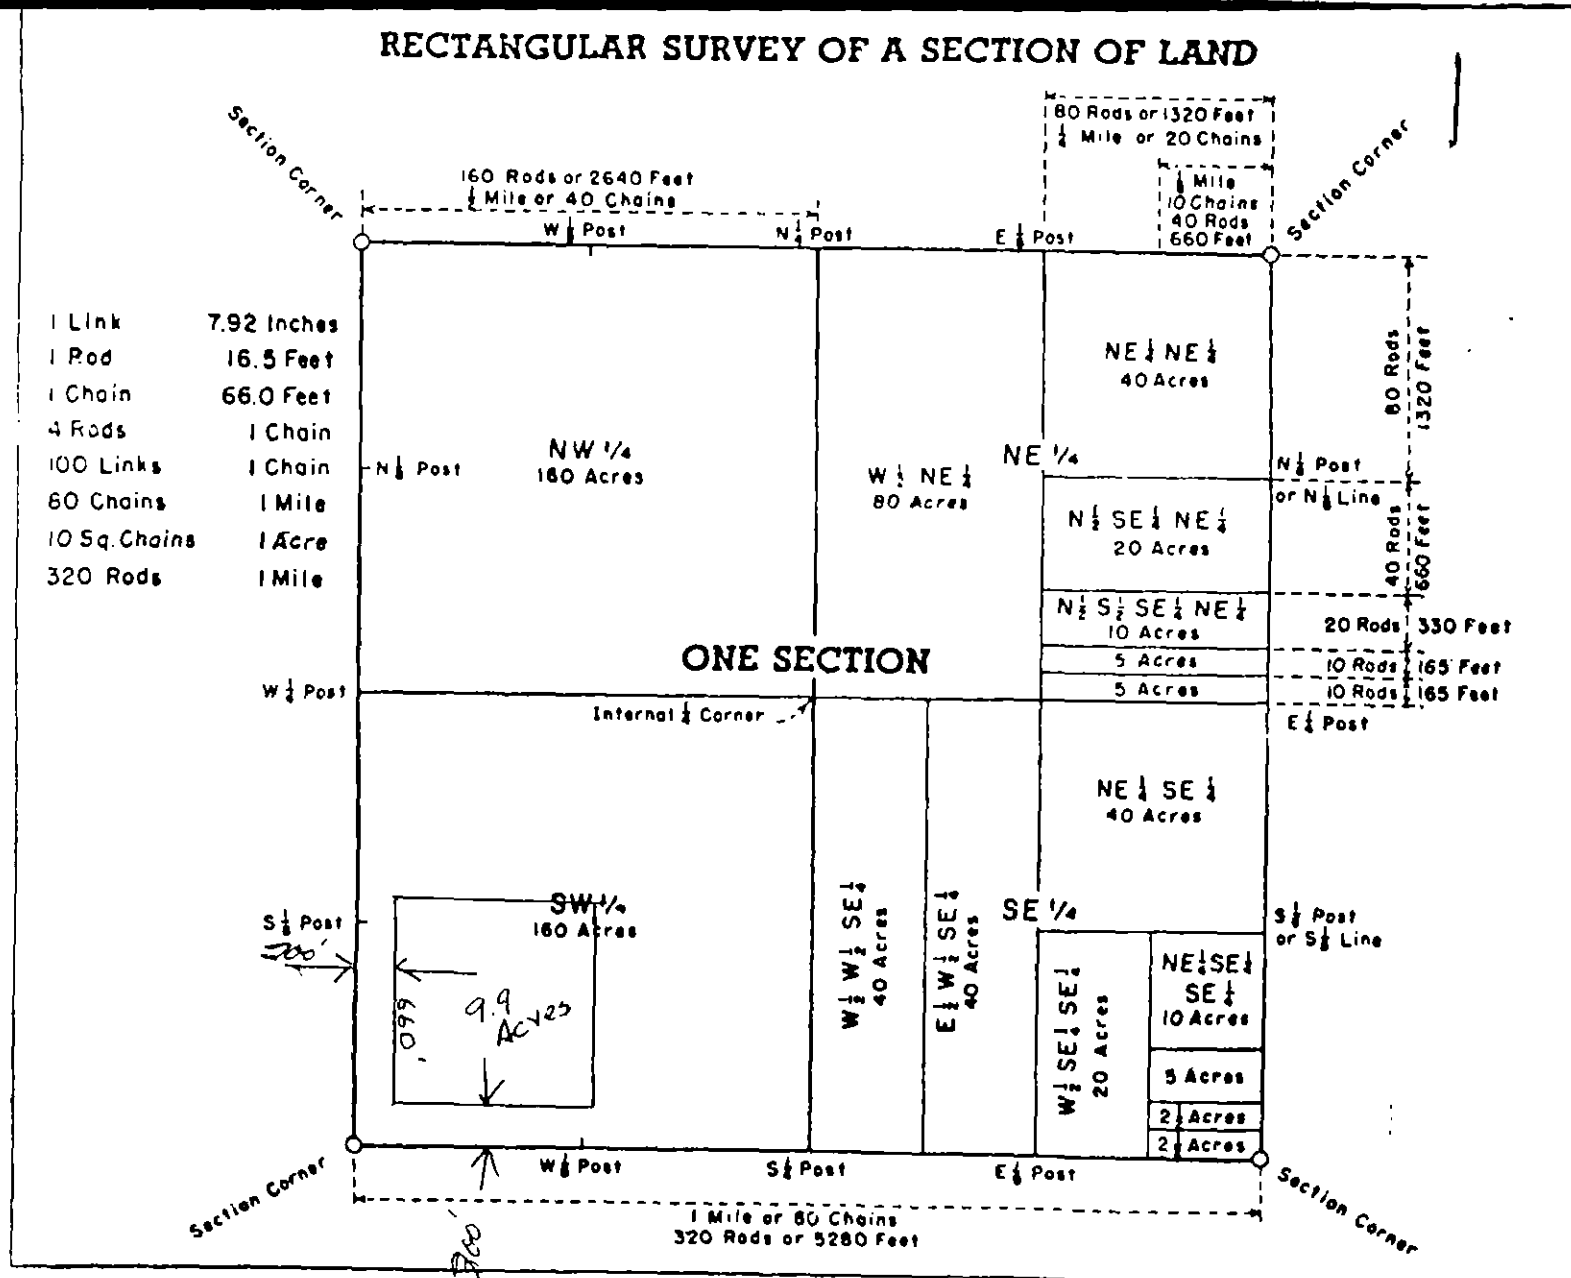 RECTANGULAR SURVEY OF A SECTION OF LAND
Section Corner
160 Rods or 2640 Feet
½ Mile or 40 Chains
80 Rods or 1320 Feet
¼ Mile or 20 Chains
⅛ Mile
10 Chains
40 Rods
660 Feet
Section Corner
W ⅛ Post
N ¼ Post
E ⅛ Post
1 Link 7.92 Inches
1 Rod 16.5 Feet
1 Chain 66.0 Feet
4 Rods 1 Chain
100 Links 1 Chain
80 Chains 1 Mile
10 Sq. Chains 1 Acre
320 Rods 1 Mile
N ⅛ Post
NW 1/4
160 Acres
W ½ NE ¼
80 Acres
NE 1/4
NE ¼ NE ¼
40 Acres
80 Rods
1320 Feet
N ⅛ Post
or N ⅛ Line
N ½ SE ¼ NE ¼
20 Acres
40 Rods
660 Feet
N ½ S ½ SE ¼ NE ¼
10 Acres
20 Rods 330 Feet
5 Acres
10 Rods 165 Feet
5 Acres
10 Rods 165 Feet
ONE SECTION
W ¼ Post
Internal ¼ Corner
E ¼ Post
NE ¼ SE ¼
40 Acres
SW 1/4
160 Acres
S ⅛ Post
660'
9.9
Acres
W ½ W ½ SE ¼
40 Acres
E ½ W ½ SE ¼
40 Acres
SE 1/4
S ⅛ Post
or S ⅛ Line
W ½ SE ¼ SE ¼
20 Acres
NE ¼ SE ¼
SE ¼
10 Acres
5 Acres
2 ½ Acres
2 ½ Acres
W ⅛ Post
S ¼ Post
E ⅛ Post
Section Corner
Section Corner
1 Mile or 80 Chains
320 Rods or 5280 Feet